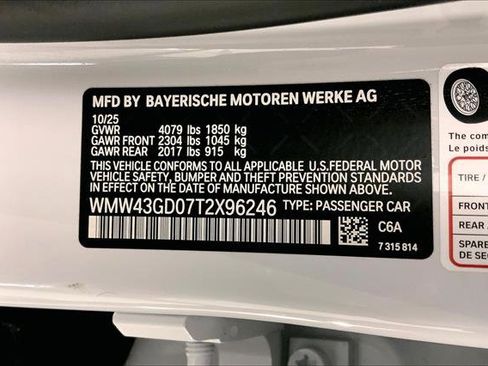 MFD BY BAYERISCHE MOTOREN WERKE AG
10/25
GVWR 4079 lbs 1850 kg
GAWR FRONT 2304 lbs 1045 kg
GAWR REAR 2017 lbs 915 kg
THIS VEHICLE CONFORMS TO ALL APPLICABLE U.S.FEDERAL MOTOR
VEHICLE SAFETY, BUMPER AND THEFT PREVENTION STANDARDS
IN EFFECT ON THE DATE OF MANUFACTURE SHOWN ABOVE.
WMW43GD07T2X96246 TYPE: PASSENGER CAR
C6A
7 315 814
The com
Le poids
TIRE /
FRONT
REAR
SPARE
DE SEC